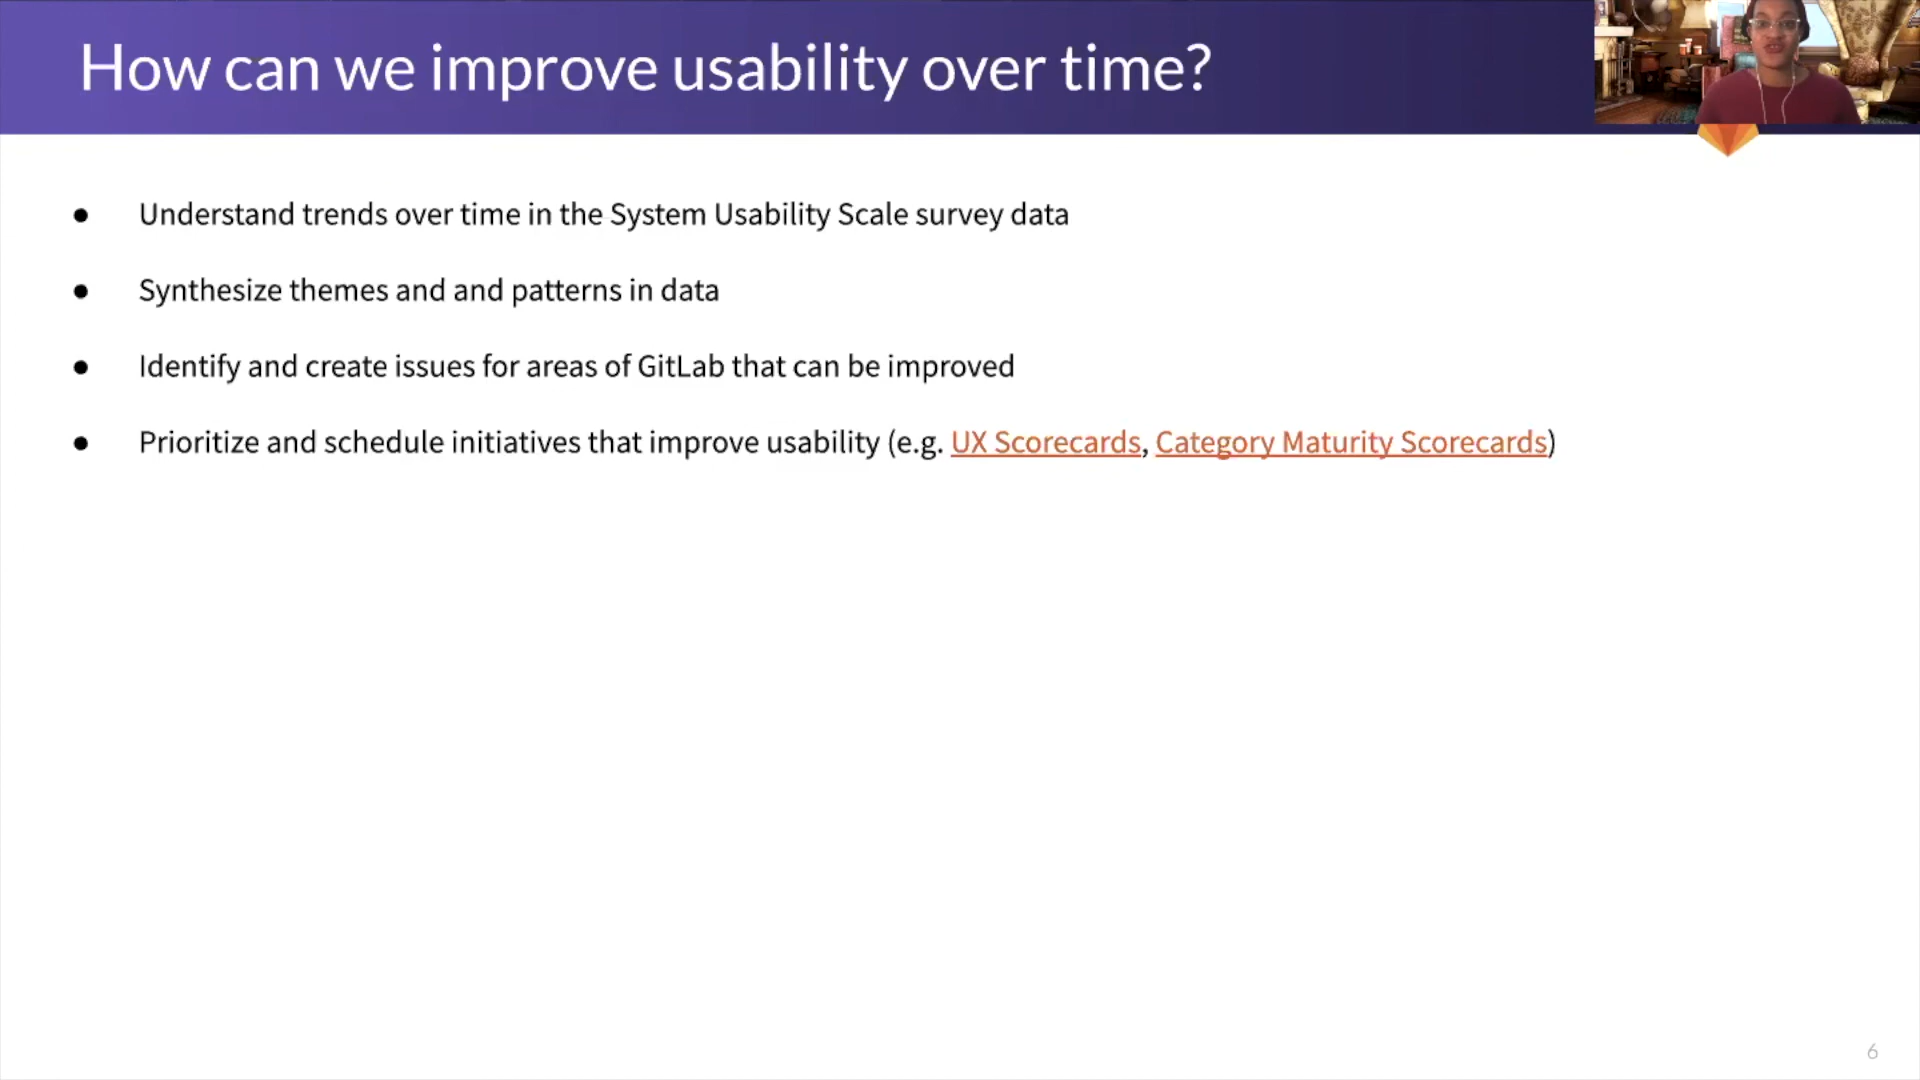 How can we improve usability over time?
● Understand trends over time in the System Usability Scale survey data
● Synthesize themes and and patterns in data
● Identify and create issues for areas of GitLab that can be improved
● Prioritize and schedule initiatives that improve usability (e.g. UX Scorecards, Category Maturity Scorecards)
6